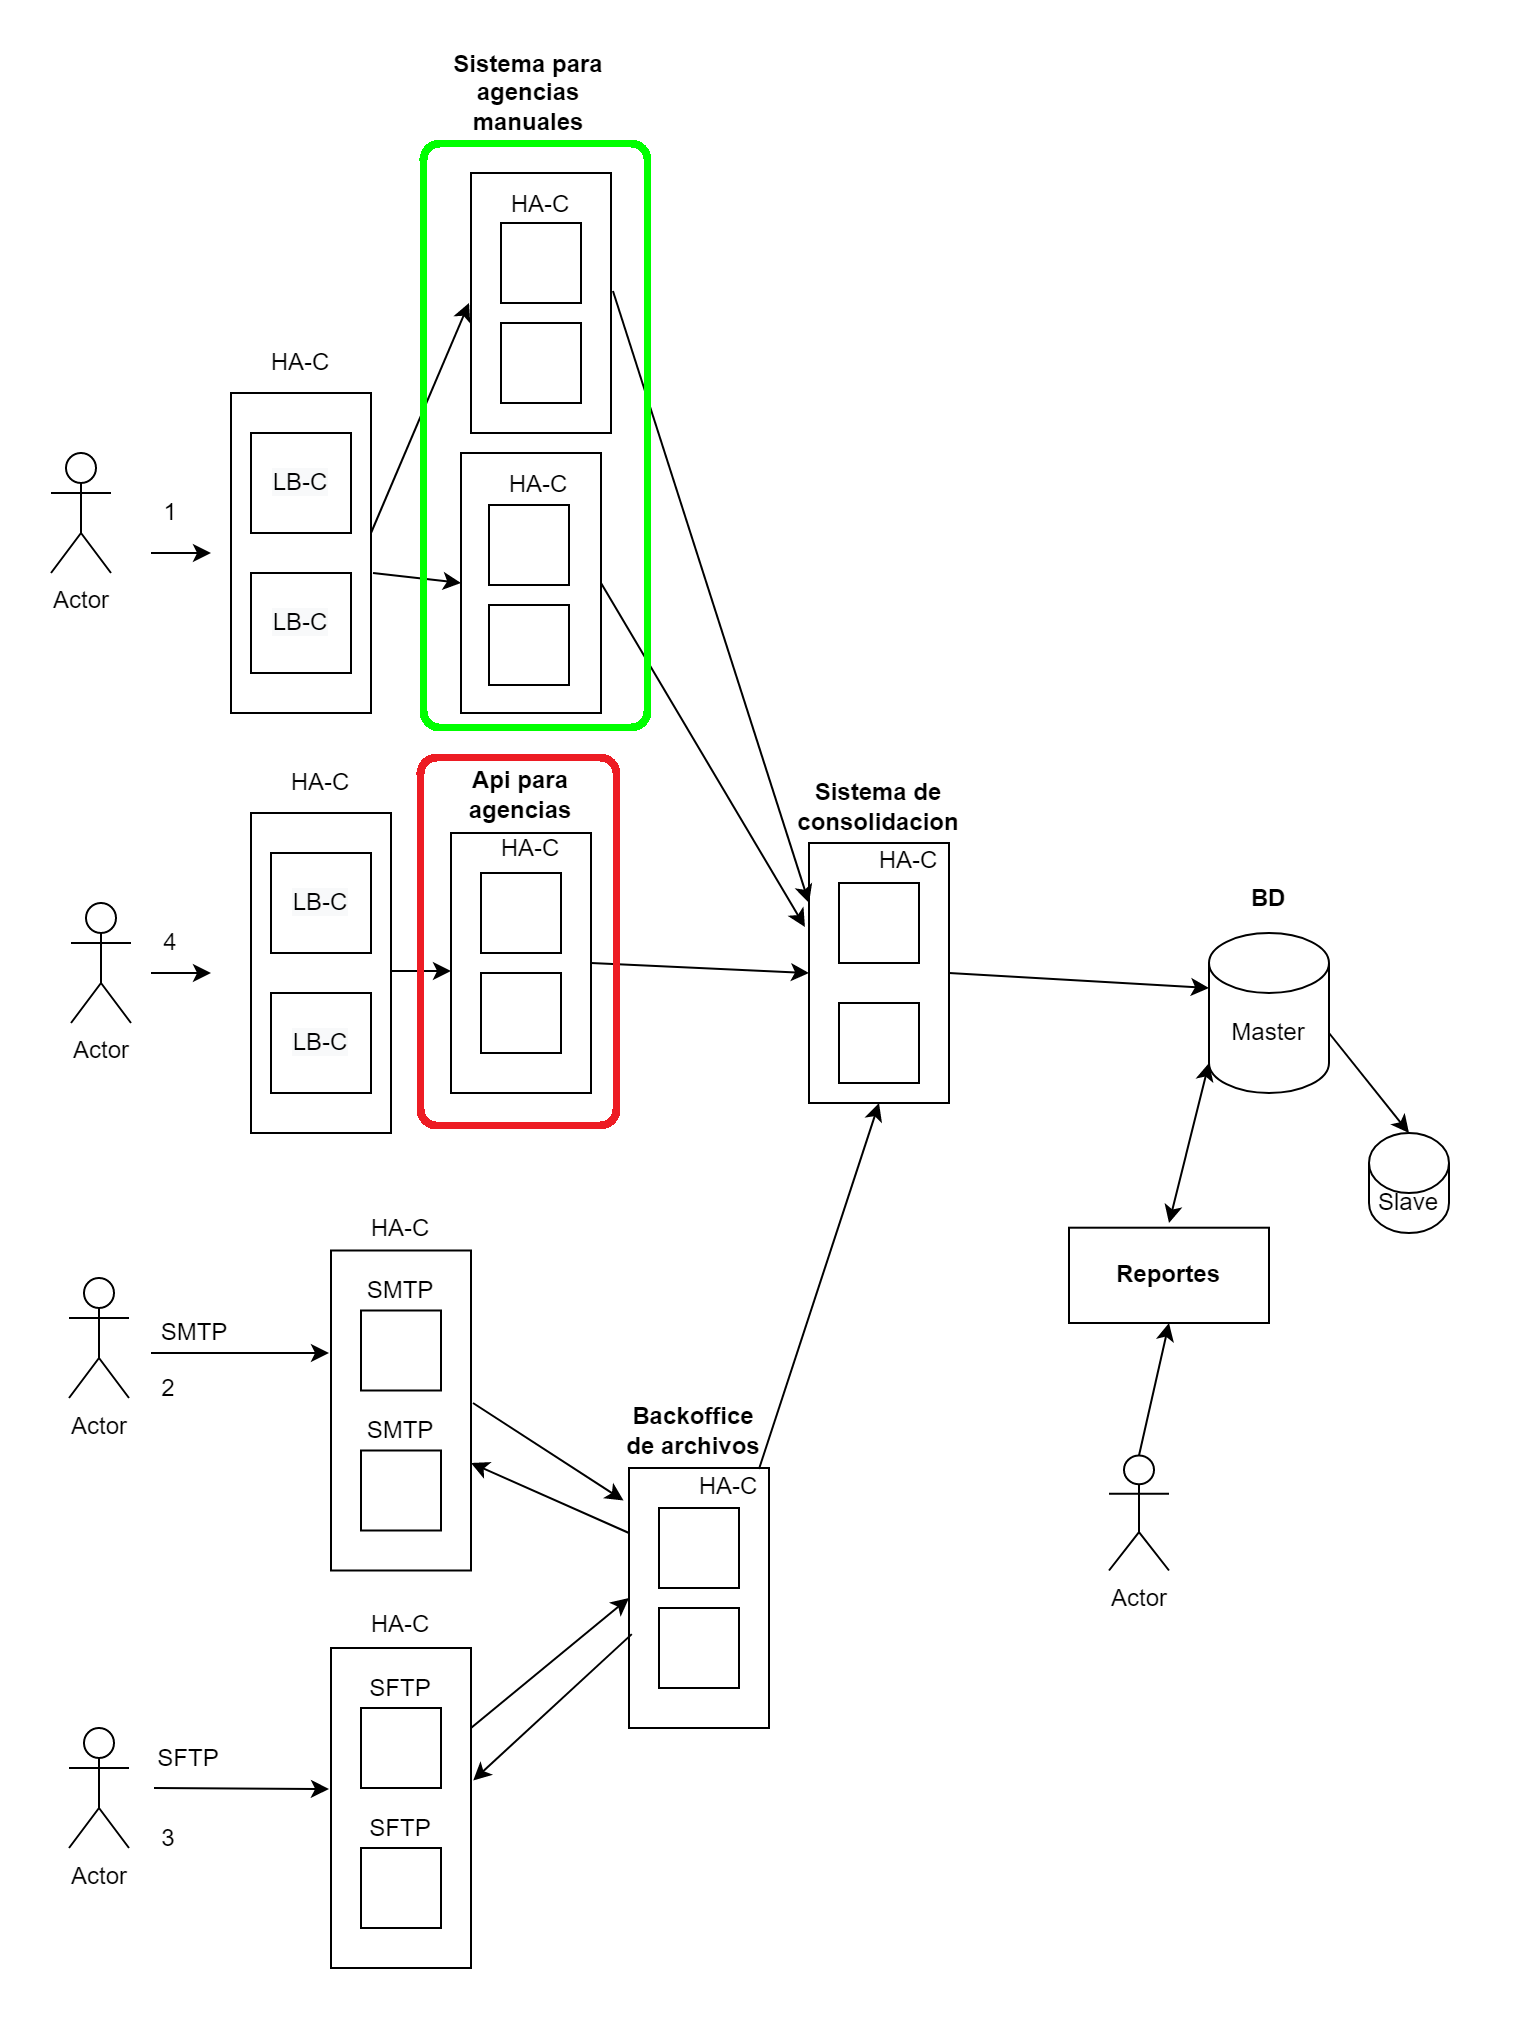 Sistema para
agencias
manuales
HA-C
HA-C
LB-C
1
Actor
LB-C
HA-C
HA-C
Api para
agencias
HA-C
LB-C
4
Actor
LB-C
Sistema de
consolidacion
HA-C
BD
Master
Slave
Reportes
Actor
HA-C
SMTP
SMTP
2
Actor
SMTP
Backoffice
de archivos
HA-C
HA-C
SFTP
SFTP
3
Actor
SFTP